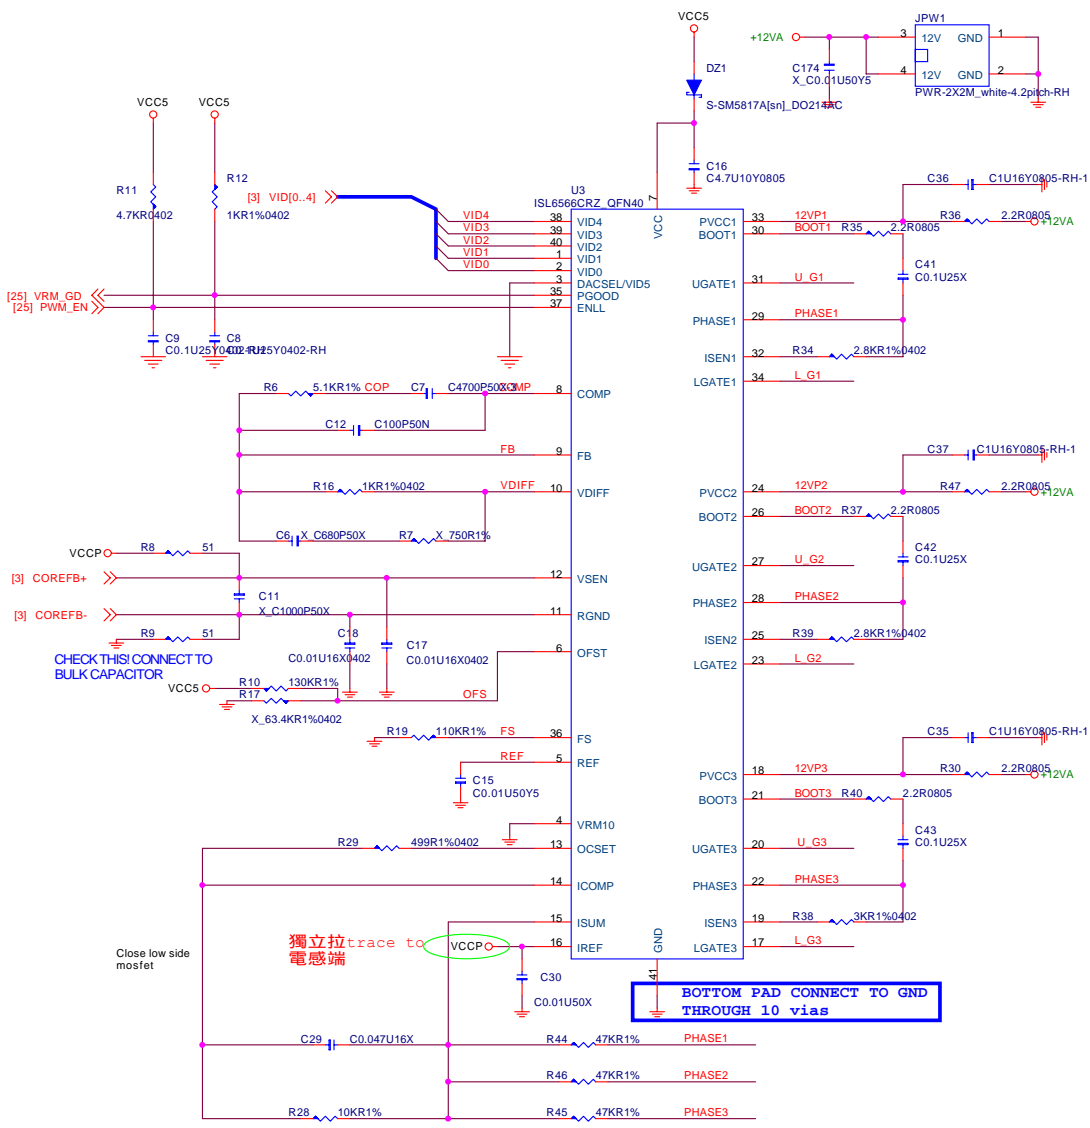 VCC5
JPW1
+12VA
3
12V
GND
1
4
12V
GND
2
C174
X_C0.01U50Y5
PWR-2X2M_white-4.2pitch-RH
DZ1
S-SM5817A[sn]_DO214AC
VCC5
VCC5
C16
C4.7U10Y0805
R11
4.7KR0402
R12
1KR1%0402
[3] VID[0..4]
U3
ISL6566CRZ_QFN40
7
VCC
VID4
38
VID4
VID3
39
VID3
VID2
40
VID2
VID1
1
VID1
VID0
2
VID0
3
DACSEL/VID5
[25] VRM_GD
35
PGOOD
[25] PWM_EN
37
ENLL
C9
C0.1U25Y0402-RH
C8
C0.1U25Y0402-RH
C36
C1U16Y0805-RH-1
PVCC1
33
12VP1
R36
2.2R0805
+12VA
BOOT1
30
BOOT1
R35
2.2R0805
C41
C0.1U25X
UGATE1
31
U_G1
PHASE1
29
PHASE1
ISEN1
32
R34
2.8KR1%0402
LGATE1
34
L_G1
R6
5.1KR1%
COP
C7
C4700P50X-3
COMP
8
COMP
C12
C100P50N
FB
9
FB
R16
1KR1%0402
VDIFF
10
VDIFF
C6
X_C680P50X
R7
X_750R1%
C37
C1U16Y0805-RH-1
PVCC2
24
12VP2
R47
2.2R0805
+12VA
BOOT2
26
BOOT2
R37
2.2R0805
C42
C0.1U25X
UGATE2
27
U_G2
PHASE2
28
PHASE2
ISEN2
25
R39
2.8KR1%0402
LGATE2
23
L_G2
VCCP
R8
51
[3] COREFB+
12
VSEN
C11
X_C1000P50X
[3] COREFB-
11
RGND
R9
51
C18
C0.01U16X0402
C17
C0.01U16X0402
CHECK THIS! CONNECT TO
BULK CAPACITOR
6
OFST
VCC5
R10
130KR1%
R17
X_63.4KR1%0402
OFS
R19
110KR1%
FS
36
FS
REF
5
REF
C15
C0.01U50Y5
C35
C1U16Y0805-RH-1
PVCC3
18
12VP3
R30
2.2R0805
+12VA
BOOT3
21
BOOT3
R40
2.2R0805
C43
C0.1U25X
UGATE3
20
U_G3
PHASE3
22
PHASE3
ISEN3
19
R38
3KR1%0402
LGATE3
17
L_G3
4
VRM10
R29
499R1%0402
13
OCSET
14
ICOMP
15
ISUM
16
IREF
獨立拉trace to
電感端
VCCP
C30
C0.01U50X
GND
41
Close low side
mosfet
BOTTOM PAD CONNECT TO GND
THROUGH 10 vias
C29
C0.047U16X
R44
47KR1%
PHASE1
R46
47KR1%
PHASE2
R28
10KR1%
R45
47KR1%
PHASE3